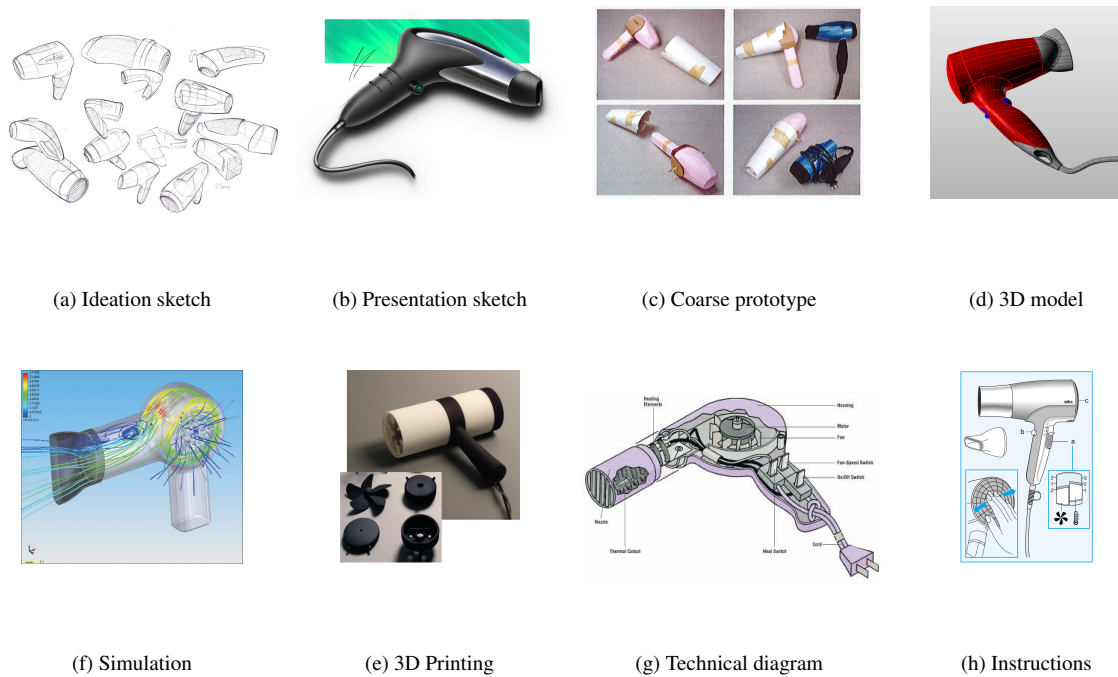 (a) Ideation sketch
(b) Presentation sketch
(c) Coarse prototype
(d) 3D model
(f) Simulation
(e) 3D Printing
Heating
Elements
Housing
Motor
Fan
Fan-Speed Switch
On/Off Switch
Nozzle
Thermal Cutout
Heat Switch
Cord
(g) Technical diagram
c
b
a
(h) Instructions